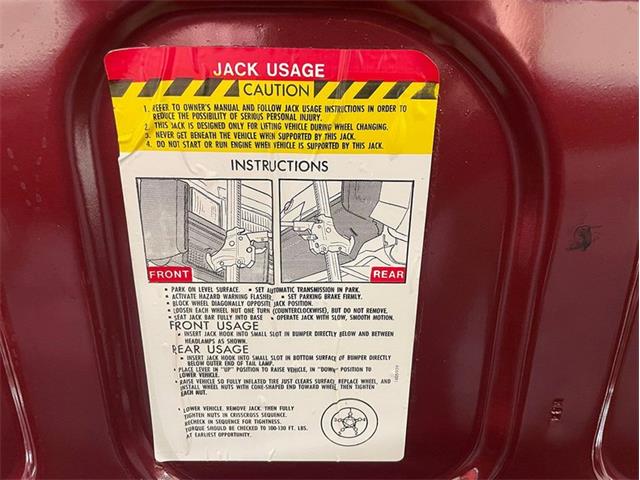 JACK USAGE
CAUTION
1. REFER TO OWNER'S MANUAL AND FOLLOW JACK USAGE INSTRUCTIONS IN ORDER TO
REDUCE THE POSSIBILITY OF SERIOUS PERSONAL INJURY.
2. THIS JACK IS DESIGNED ONLY FOR LIFTING VEHICLE DURING WHEEL CHANGING.
3. NEVER GET BENEATH THE VEHICLE WHEN SUPPORTED BY THIS JACK.
4. DO NOT START OR RUN ENGINE WHEN VEHICLE IS SUPPORTED BY THIS JACK.
INSTRUCTIONS
FRONT
REAR
• PARK ON LEVEL SURFACE. • SET AUTOMATIC TRANSMISSION IN PARK.
• ACTIVATE HAZARD WARNING FLASHER. • SET PARKING BRAKE FIRMLY.
• BLOCK WHEEL DIAGONALLY OPPOSITE JACK POSITION.
• LOOSEN EACH WHEEL NUT ONE TURN (COUNTERCLOCKWISE), BUT DO NOT REMOVE.
• SEAT JACK BAR FULLY INTO BASE • OPERATE JACK WITH SLOW, SMOOTH MOTION.
FRONT USAGE
• INSERT JACK HOOK INTO SMALL SLOT IN BUMPER DIRECTLY BELOW AND BETWEEN
HEADLAMPS AS SHOWN.
REAR USAGE
• INSERT JACK HOOK INTO SMALL SLOT IN BOTTOM SURFACE OF BUMPER DIRECTLY
BELOW OUTER END OF TAIL LAMP.
• PLACE LEVER IN "UP" POSITION TO RAISE VEHICLE, IN "DOWN" POSITION TO
LOWER VEHICLE.
• RAISE VEHICLE SO FULLY INFLATED TIRE JUST CLEARS SURFACE, REPLACE WHEEL, AND
INSTALL WHEEL NUTS WITH CONE-SHAPED END TOWARD WHEEL, THEN TIGHTEN
EACH NUT.
• LOWER VEHICLE, REMOVE JACK, THEN FULLY
TIGHTEN NUTS IN CRISSCROSS SEQUENCE.
RECHECK IN SEQUENCE FOR TIGHTNESS.
TORQUE SHOULD BE CHECKED TO 100-130 FT. LBS.
AT EARLIEST OPPORTUNITY.